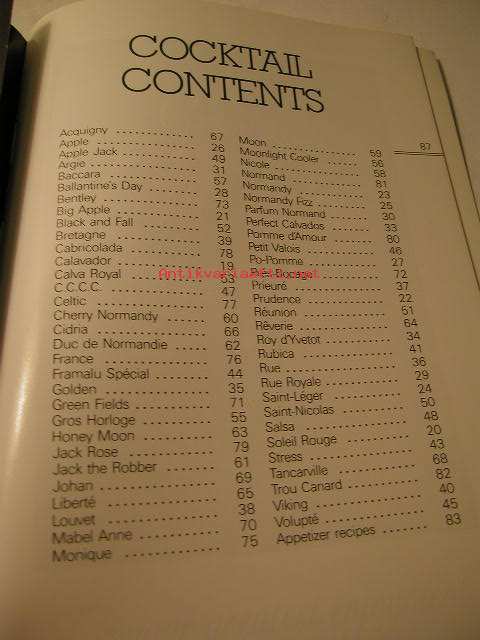 COCKTAIL
CONTENTS
Acquigny ............ 67
Apple ............ 26
Apple Jack ............ 49
Argie ............ 31
Baccara ............ 57
Ballantine's Day ............ 28
Bentley ............ 73
Big Apple ............ 21
Black and Fall ............ 52
Bretagne ............ 39
Cabricolada ............ 78
Calavador ............ 19
Calva Royal ............ 53
C.C.C.C. ............ 47
Celtic ............ 77
Cherry Normandy ............ 60
Cidria ............ 66
Duc de Normandie ..... 62
France ............ 76
Framalu Spécial ............ 44
Golden ............ 35
Green Fields ............ 71
Gros Horloge ............ 55
Honey Moon ............ 63
Jack Rose ............ 79
Jack the Robber ............ 61
Johan ............ 69
Liberté ............ 65
Louvet ............ 38
Mabel Anne ............ 70
Monique ............ 75
Moon ............ 59
Moonlight Cooler ...... 56
Nicole ............ 58
Normand ............ 81
Normandy ............ 23
Normandy Fizz ............ 25
Parfum Normand ...... 30
Perfect Calvados ...... 33
Pomme d'Amour ...... 80
Petit Valois ............ 46
Po-Pomme ............ 27
Bocage ............ 72
Prieuré ............ 37
Prudence ............ 22
Réunion ............ 51
Rêverie ............ 64
Roy d'Yvetot ............ 34
Rubica ............ 41
Rue ............ 36
Rue Royale ............ 29
Saint-Léger ............ 24
Saint-Nicolas ............ 50
Salsa ............ 48
Soleil Rouge ............ 20
Stress ............ 43
Tancarville ............ 68
Trou Canard ............ 82
Viking ............ 40
Volupté ............ 45
Appetizer recipes ...... 83
87